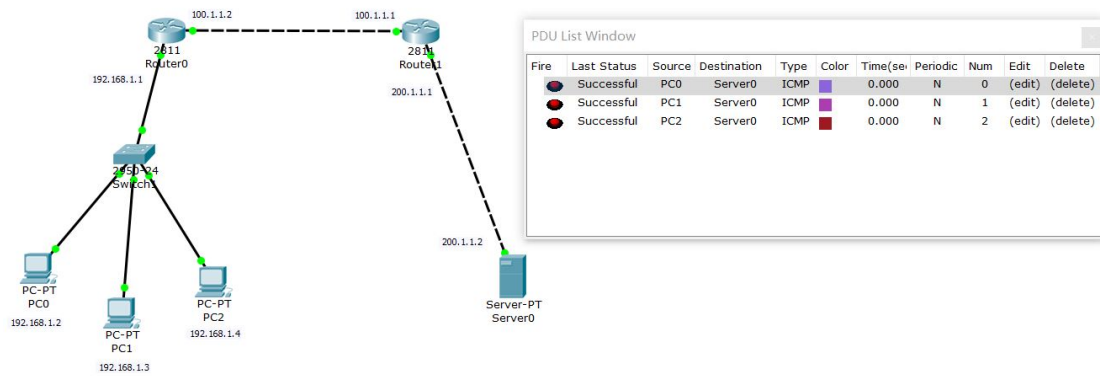 100.1.1.2
100.1.1.1
2811
Router0
2811
Router1
192.168.1.1
200.1.1.1
2950-24
Switch1
200.1.1.2
PC-PT
PC0
192.168.1.2
PC-PT
PC1
192.168.1.3
PC-PT
PC2
192.168.1.4
Server-PT
Server0
PDU List Window
Fire Last Status Source Destination Type Color Time(sec Periodic Num Edit Delete
Successful PC0 Server0 ICMP 0.000 N 0 (edit) (delete)
Successful PC1 Server0 ICMP 0.000 N 1 (edit) (delete)
Successful PC2 Server0 ICMP 0.000 N 2 (edit) (delete)